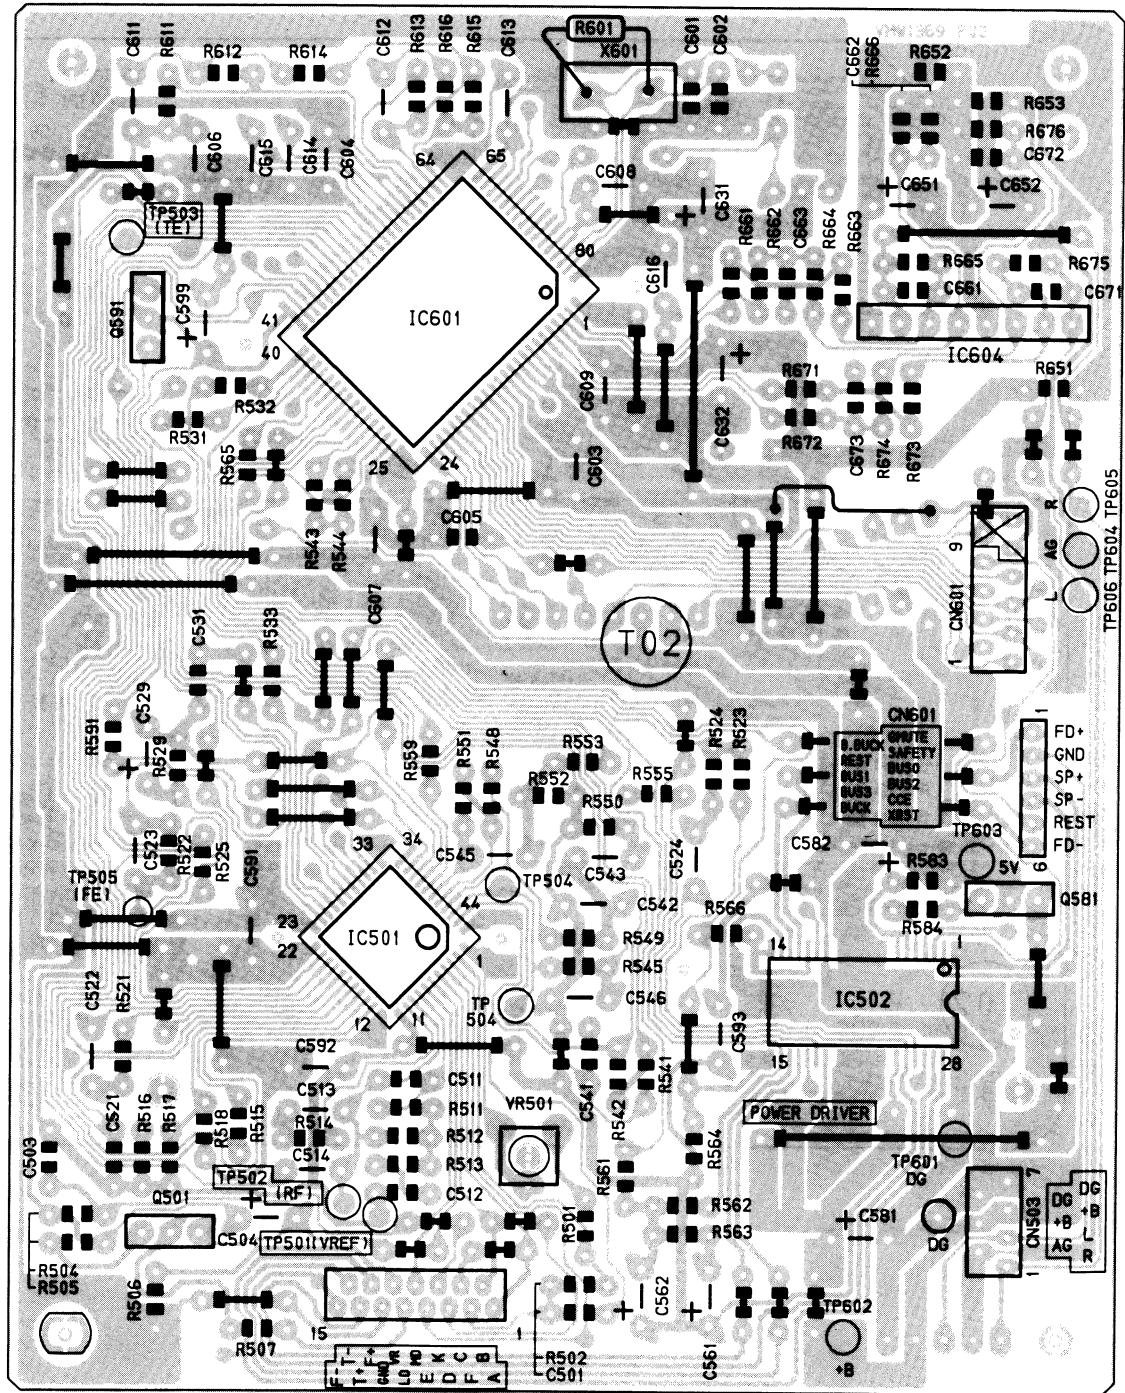 C611
R611
R612
R614
C612
R613
R616
R615
C613
R601
X601
C601
C602
C662
R666
R652
R653
R676
C672
C651
C652
C606
C615
C614
C604
64
65
C608
C631
R661
R662
C663
R664
R663
TP503
(TE)
80
C616
R665
R675
C661
C671
Q591
C599
41
40
IC601
1
IC604
R532
R531
R565
C609
C632
R671
R672
C673
R674
R673
R651
25
24
C603
R543
R544
C605
C607
9
CN601
1
R
AG
L
TP606 TP604 TP605
C531
R533
T02
R591
C529
R529
R559
R551
R548
R553
R552
R555
R550
R524
R523
CN601
B.BUCK
REST
BUS1
BUS3
BUCK
GMUTE
SAFETY
BUS0
BUS2
CCE
XRST
1
FD+
GND
SP+
SP-
REST
FD-
6
C523
R522
R525
C591
33
34
C545
C543
C524
C582
TP603
5V
R583
R584
Q581
TP505
(FE)
TP504
44
C542
23
22
IC501
1
R549
R545
R566
14
1
IC502
15
28
C522
R521
12
11
TP
504
C546
C593
C592
C511
C513
R511
R514
R512
C514
R513
C512
VR501
C541
R542
R541
POWER DRIVER
C503
C521
R516
R517
R518
R515
R564
R561
TP601
DG
7
CN503
1
DG
+B
AG
DG
+B
L
R
TP502
(RF)
Q501
C504
TP501(VREF)
R501
R562
R563
C581
DG
R504
R505
R506
R507
15
1
C562
C561
TP602
+B
R502
C501
F-
T-
T+
F+
GND
VR
LD
MD
E
K
D
C
F
B
A